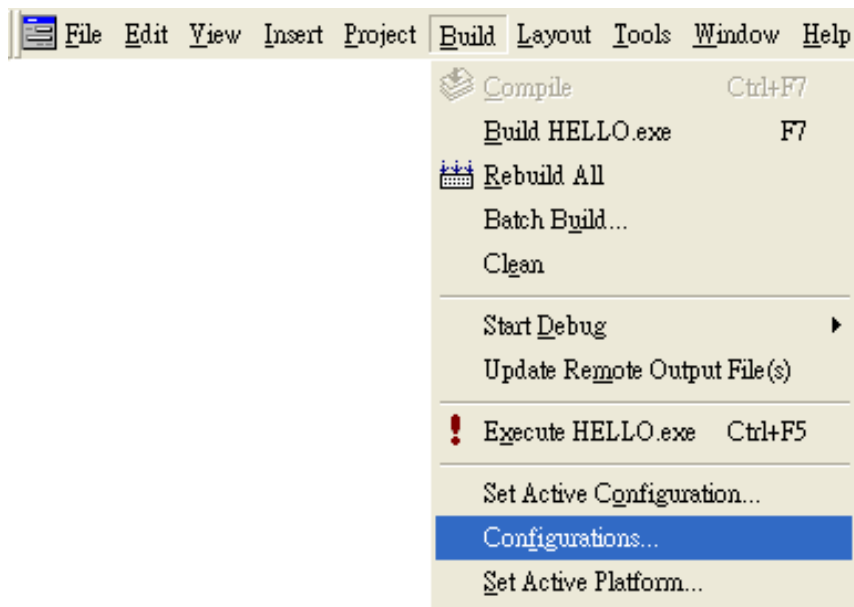 File Edit View Insert Project Build Layout Tools Window Help
Compile Ctrl+F7
Build HELLO.exe F7
Rebuild All
Batch Build...
Clean
Start Debug
Update Remote Output File(s)
Execute HELLO.exe Ctrl+F5
Set Active Configuration...
Configurations...
Set Active Platform...